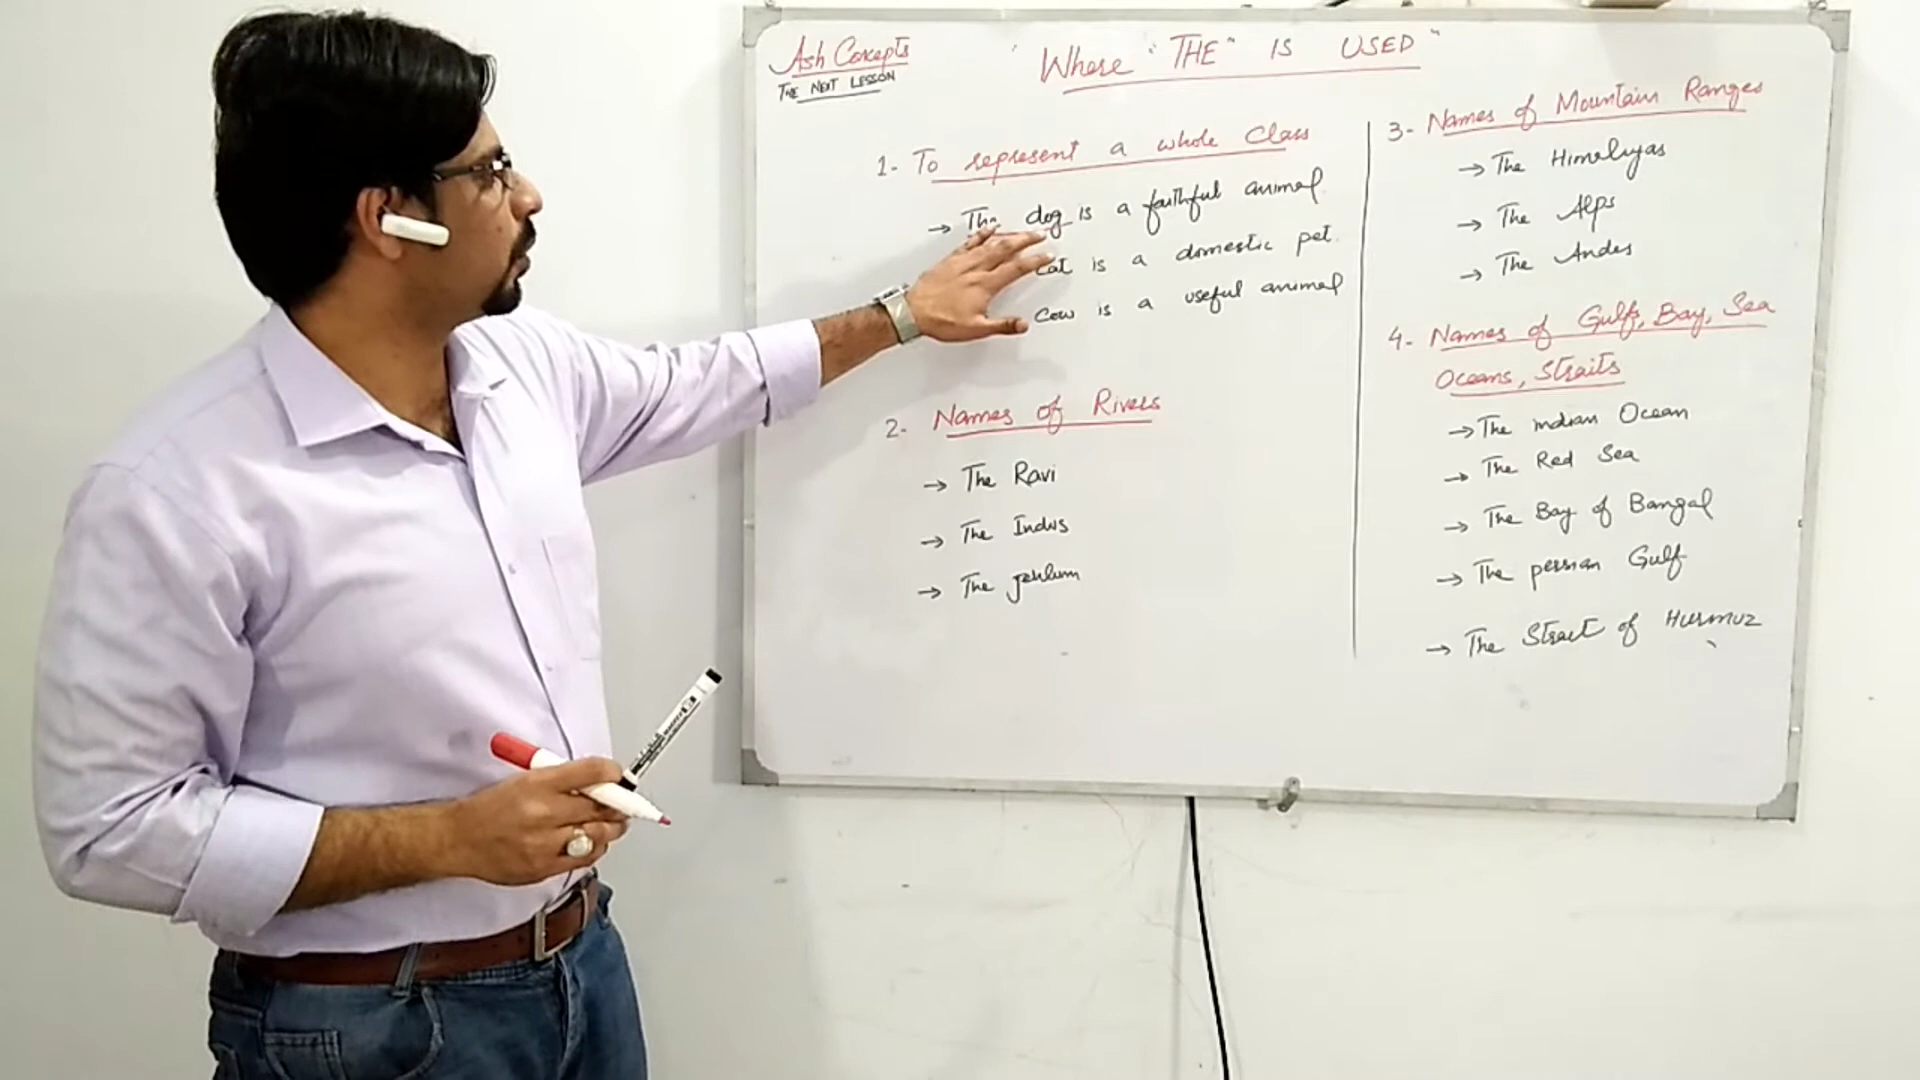 Ash Concepts
THE NEXT LESSON
"Where "THE" IS USED"
1- To represent a whole Class
→ The dog is a faithful animal
Cat is a domestic pet.
Cow is a useful animal
2- Names of Rivers
→ The Ravi
→ The Indus
→ The Jehlum
3- Names of Mountain Ranges
→ The Himalayas
→ The Alps
→ The Andes
4- Names of Gulfs, Bay, Sea
Oceans, Straits
→ The indian Ocean
→ The Red Sea
→ The Bay of Bangal
→ The persian Gulf
→ The Strait of Hurmuz